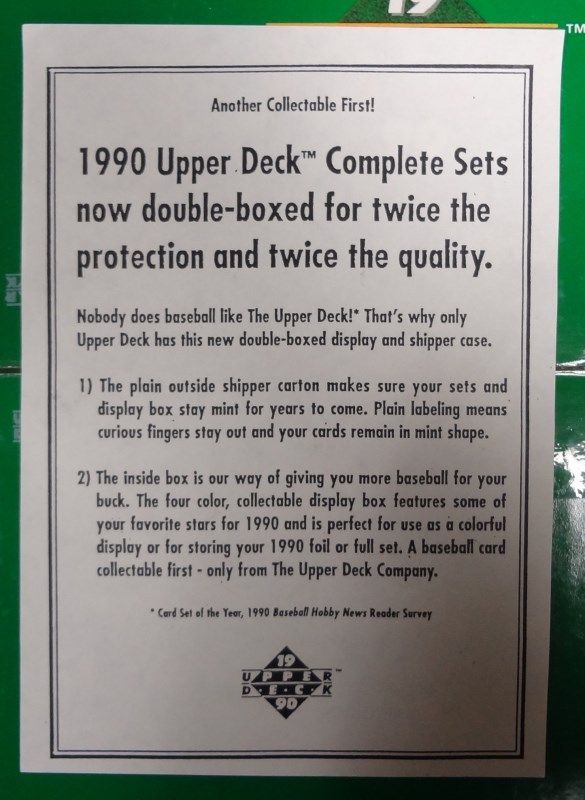 19
TM
Another Collectable First!
1990 Upper Deck™ Complete Sets
now double-boxed for twice the
protection and twice the quality.
Nobody does baseball like The Upper Deck!* That's why only
Upper Deck has this new double-boxed display and shipper case.
1) The plain outside shipper carton makes sure your sets and
display box stay mint for years to come. Plain labeling means
curious fingers stay out and your cards remain in mint shape.
2) The inside box is our way of giving you more baseball for your
buck. The four color, collectable display box features some of
your favorite stars for 1990 and is perfect for use as a colorful
display or for storing your 1990 foil or full set. A baseball card
collectable first - only from The Upper Deck Company.
* Card Set of the Year, 1990 Baseball Hobby News Reader Survey
19
UPPER ™
DECK
90